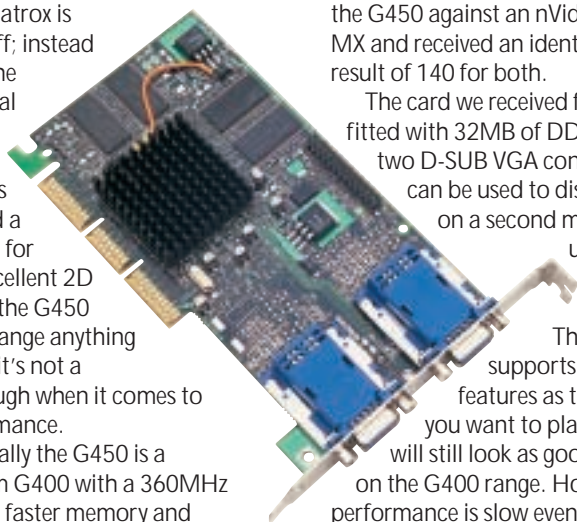 atrox is
ff; instead
ne
al
s
d a
for
cellent 2D
the G450
ange anything
it's not a
ugh when it comes to
mance.
ally the G450 is a
n G400 with a 360MHz
faster memory and
the G450 against an nVid
MX and received an ident
result of 140 for both.
The card we received f
fitted with 32MB of DD
two D-SUB VGA con
can be used to dis
on a second m
u
Th
supports
features as t
you want to pla
will still look as goo
on the G400 range. Ho
performance is slow even